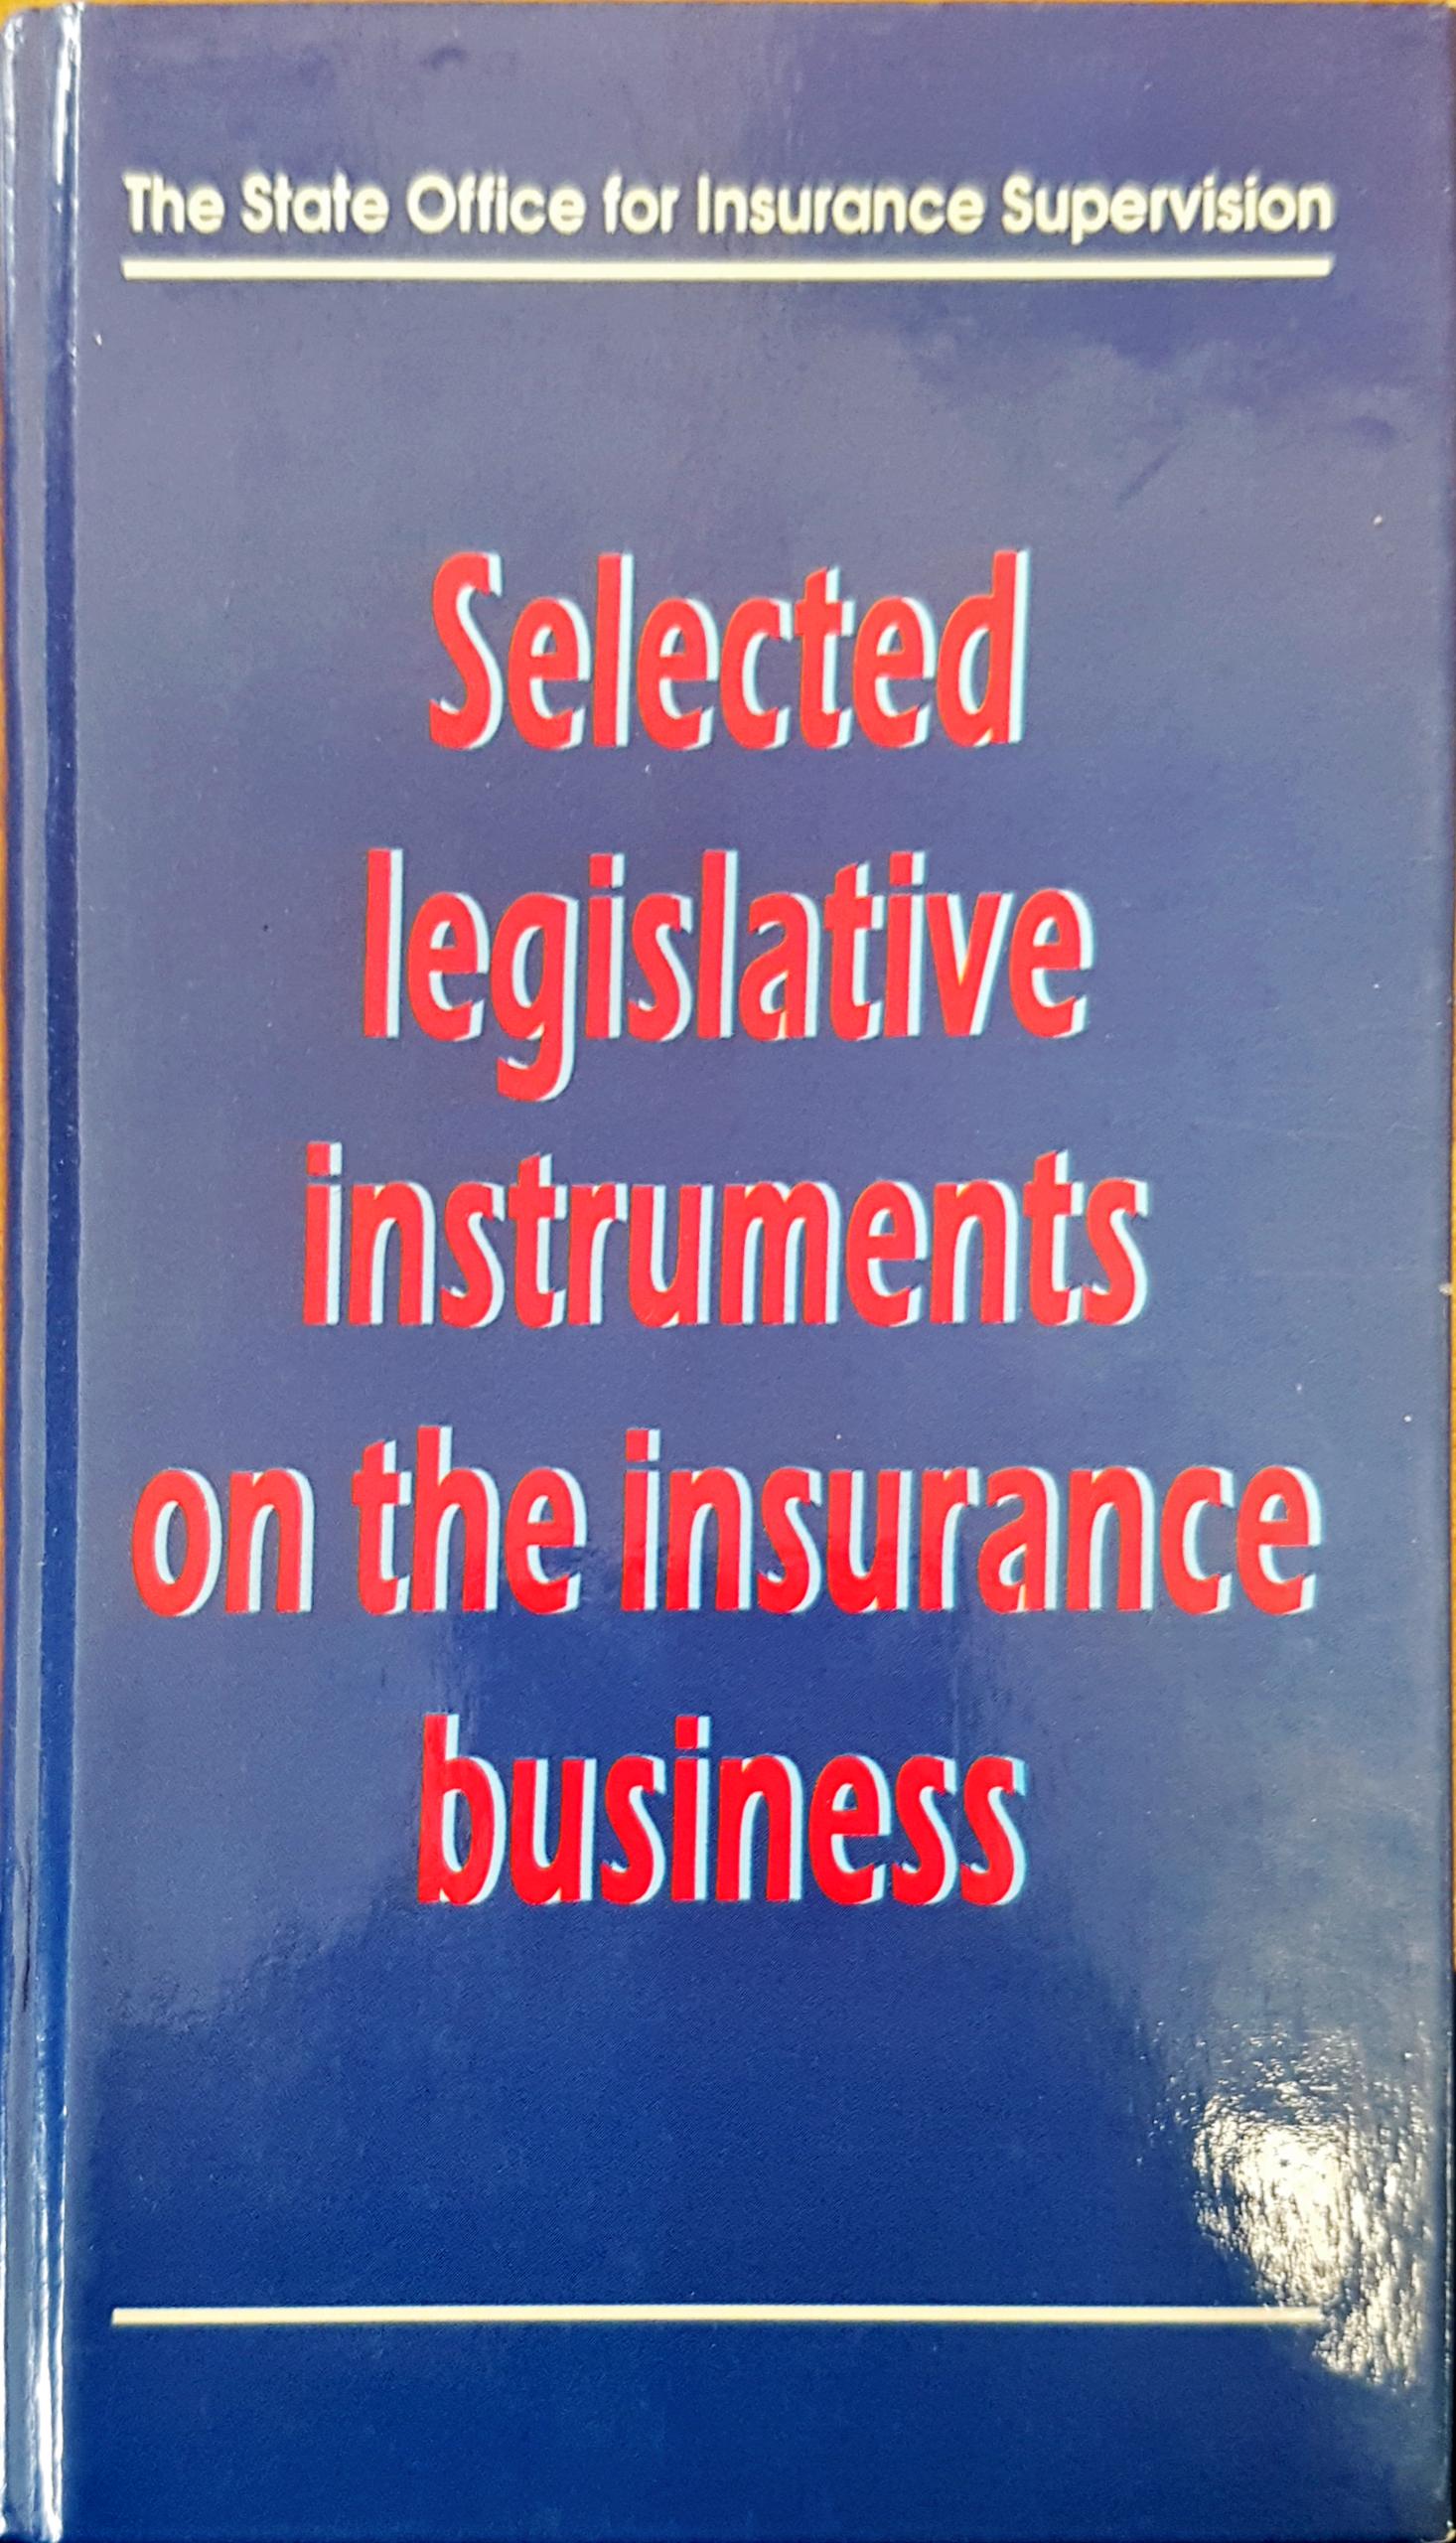 The State Office for Insurance Supervision
Selected
legislative
instruments
on the insurance
business